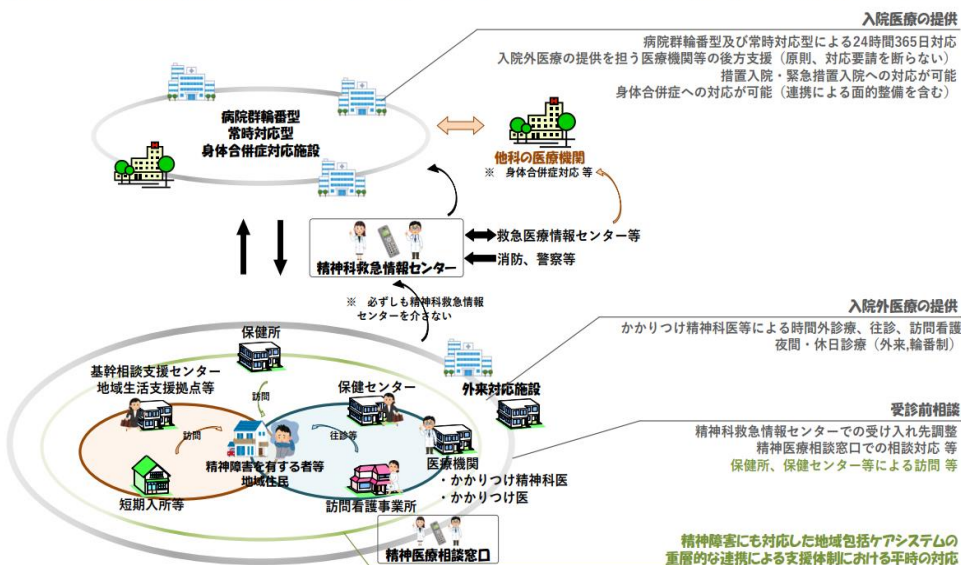 入院医療の提供
病院群輪番型及び常時対応型による24時間365日対応
入院外医療の提供を担う医療機関等の後方支援（原則、対応要請を断らない）
措置入院・緊急措置入院への対応が可能
身体合併症への対応が可能（連携による面的整備を含む）
病院群輪番型
常時対応型
身体合併症対応施設
他科の医療機関
※　身体合併症対応 等
救急医療情報センター等
消防、警察等
精神科救急情報センター
※　必ずしも精神科救急情報
センターを介さない
入院外医療の提供
かかりつけ精神科医等による時間外診療、往診、訪問看護
夜間・休日診療（外来,輪番制）
保健所
基幹相談支援センター
地域生活支援拠点等
訪問
保健センター
外来対応施設
訪問
往診等
精神障害を有する者等
地域住民
医療機関
・かかりつけ精神科医
・かかりつけ医
短期入所等
訪問看護事業所
精神医療相談窓口
受診前相談
精神科救急情報センターでの受け入れ先調整
精神医療相談窓口での相談対応 等
保健所、保健センター等による訪問 等
精神障害にも対応した地域包括ケアシステムの
重層的な連携による支援体制における平時の対応